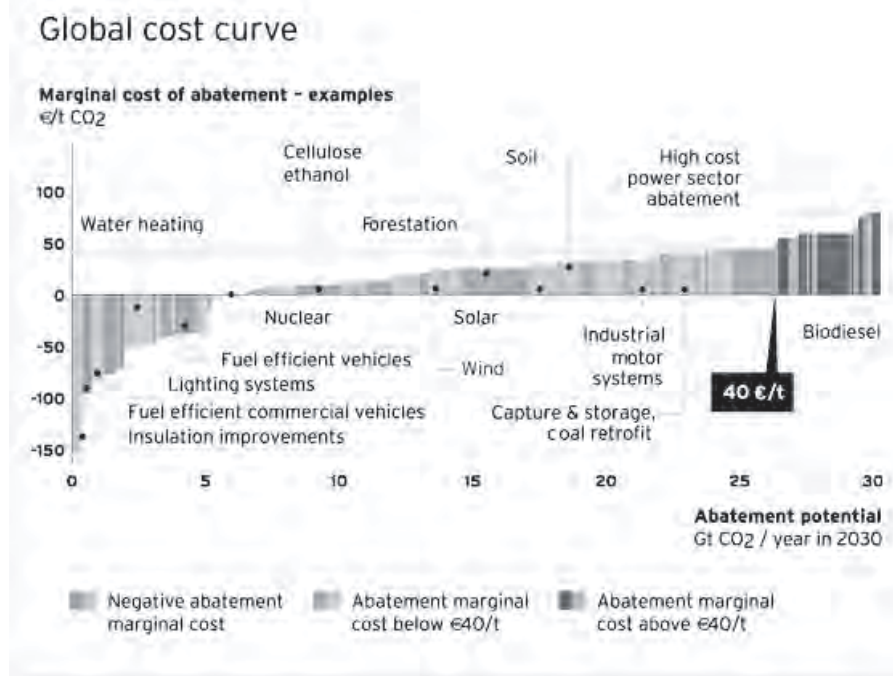 Global cost curve
Marginal cost of abatement – examples
€/t CO2
Cellulose
ethanol
Soil
High cost
power sector
abatement
100
Water heating
Forestation
50
0
Nuclear
Solar
Industrial
motor
systems
Biodiesel
-50
Fuel efficient vehicles
Wind
Lighting systems
40 €/t
-100
Fuel efficient commercial vehicles
Capture & storage,
coal retrofit
Insulation improvements
-150
0 5 10 15 20 25 30
Abatement potential
Gt CO2 / year in 2030
Negative abatement
marginal cost
Abatement marginal
cost below €40/t
Abatement marginal
cost above €40/t